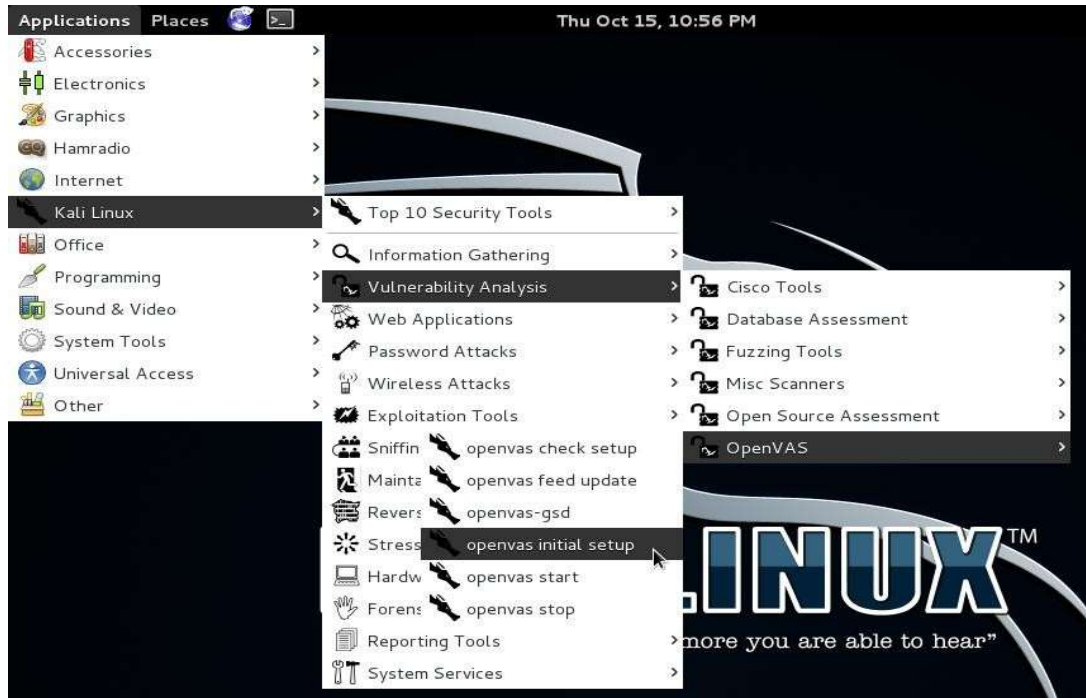 Applications Places Thu Oct 15, 10:56 PM
Accessories
Electronics
Graphics
Hamradio
Internet
Kali Linux
Office
Programming
Sound & Video
System Tools
Universal Access
Other
Top 10 Security Tools
Information Gathering
Vulnerability Analysis
Web Applications
Password Attacks
Wireless Attacks
Exploitation Tools
Sniffin
Mainta
Revers
Stress
Hardw
Forens
Reporting Tools
System Services
Cisco Tools
Database Assessment
Fuzzing Tools
Misc Scanners
Open Source Assessment
OpenVAS
openvas check setup
openvas feed update
openvas-gsd
openvas initial setup
openvas start
openvas stop
LINUX™
more you are able to hear”